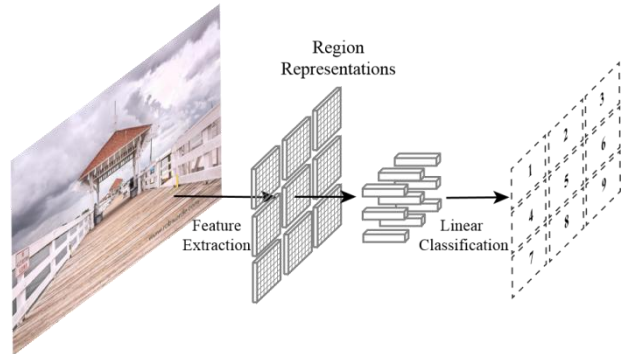 Region
Representations
Feature
Extraction
Linear
Classification
1
2
3
4
5
6
7
8
9